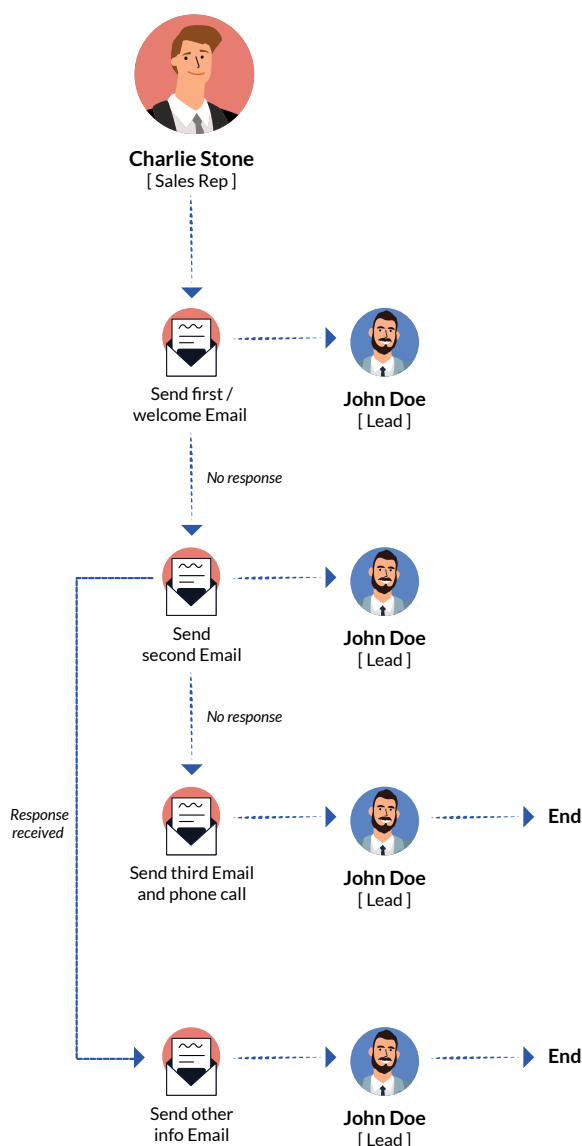 Charlie Stone
[ Sales Rep ]
Send first /
welcome Email
John Doe
[ Lead ]
No response
Send
second Email
John Doe
[ Lead ]
No response
Response
received
Send third Email
and phone call
John Doe
[ Lead ]
End
Send other
info Email
John Doe
[ Lead ]
End